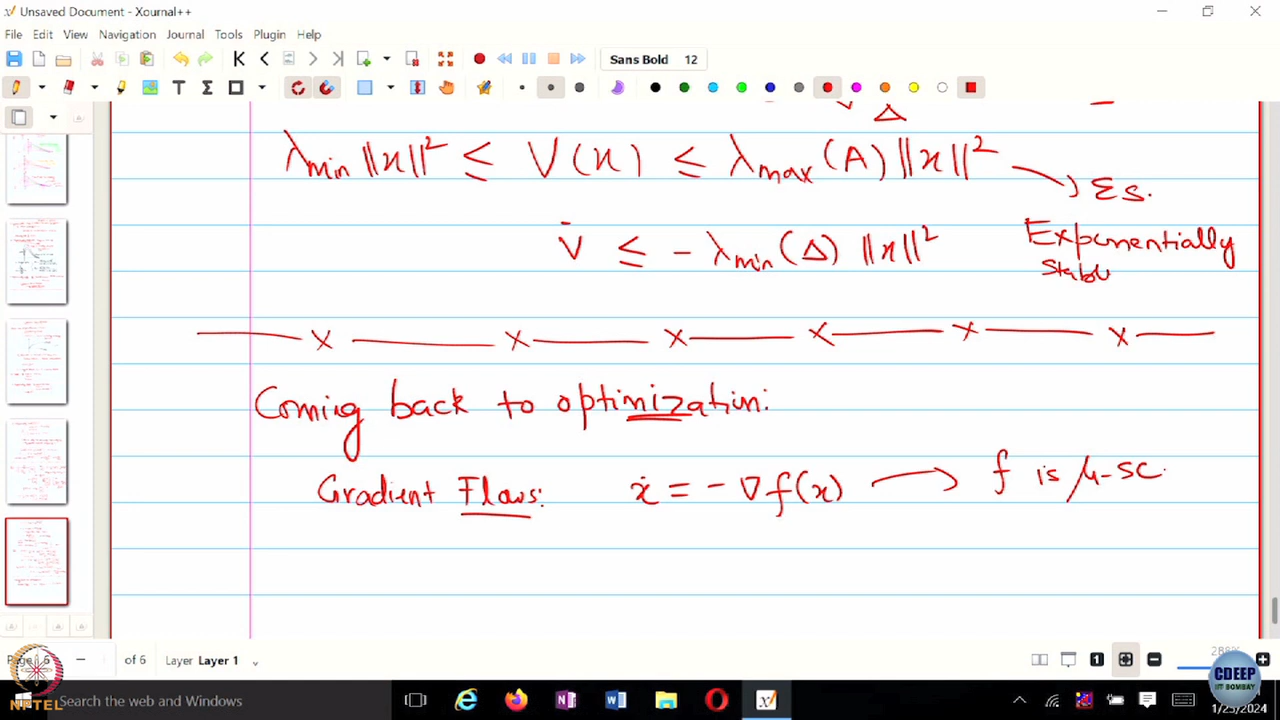 Unsaved Document - Xournal++
File Edit View Navigation Journal Tools Plugin Help
Sans Bold 12
Δ
λmin ||x||² ≤ V(x) ≤ λmax(A) ||x||² → ES.
V̇ ≤ - λmin(Δ) ||x||² Exponentially
stable
Coming back to optimization:
Gradient Flows: ẋ = - ∇f(x) → f is μ-SC.
of 6 Layer Layer 1
CDEEP
IIT BOMBAY
NPTEL
Search the web and Windows
1/25/2024